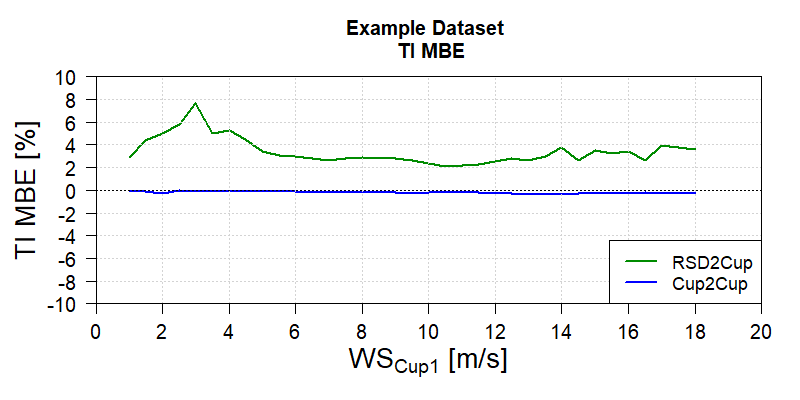 Example Dataset
TI MBE
TI MBE [%]
10
8
6
4
2
0
-2
-4
-6
-8
-10
RSD2Cup
Cup2Cup
0 2 4 6 8 10 12 14 16 18 20
WSCup1 [m/s]